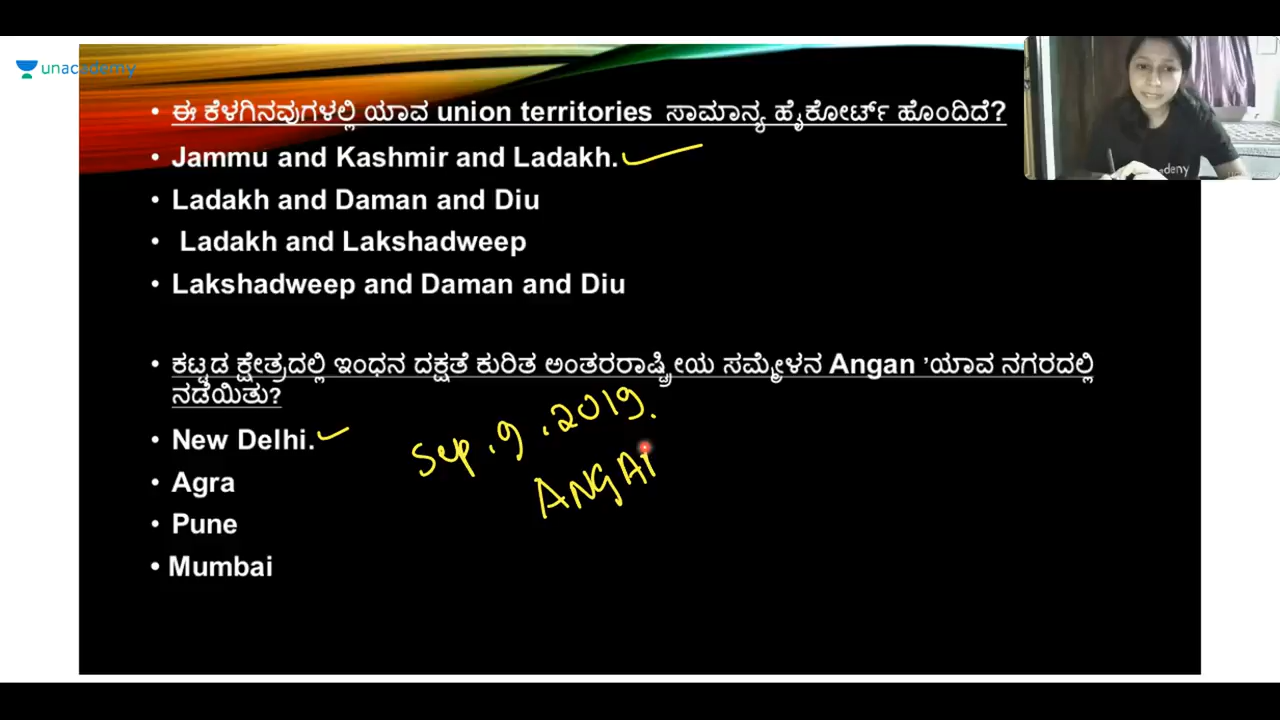 unacademy
• ಈ ಕೆಳಗಿನವುಗಳಲ್ಲಿ ಯಾವ union territories ಸಾಮಾನ್ಯ ಹೈಕೋರ್ಟ್ ಹೊಂದಿದೆ?
• Jammu and Kashmir and Ladakh.
• Ladakh and Daman and Diu
• Ladakh and Lakshadweep
• Lakshadweep and Daman and Diu
• ಕಟ್ಟಡ ಕ್ಷೇತ್ರದಲ್ಲಿ ಇಂಧನ ದಕ್ಷತೆ ಕುರಿತ ಅಂತರರಾಷ್ಟ್ರೀಯ ಸಮ್ಮೇಳನ Angan 'ಯಾವ ನಗರದಲ್ಲಿ
ನಡೆಯಿತು?
• New Delhi.
Sep. 9. 2019.
• Agra
ANGA
• Pune
• Mumbai